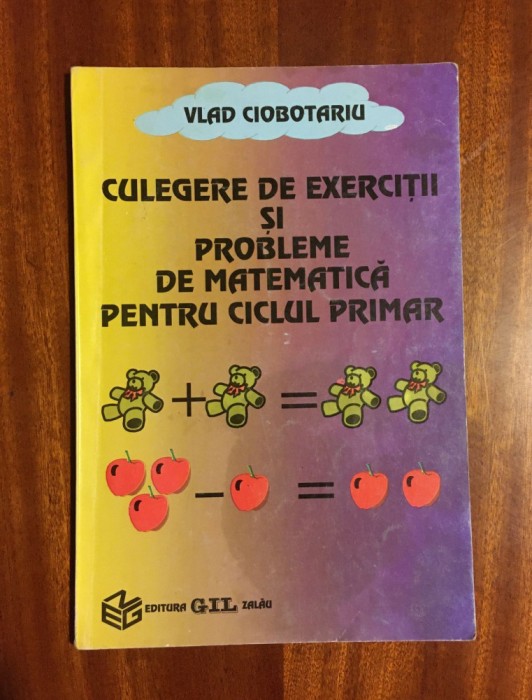 VLAD CIOBOTARIU
CULEGERE DE EXERCIȚII
ȘI
PROBLEME
DE MATEMATICĂ
PENTRU CICLUL PRIMAR
+ =
- =
EDITURA GIL ZALĂU